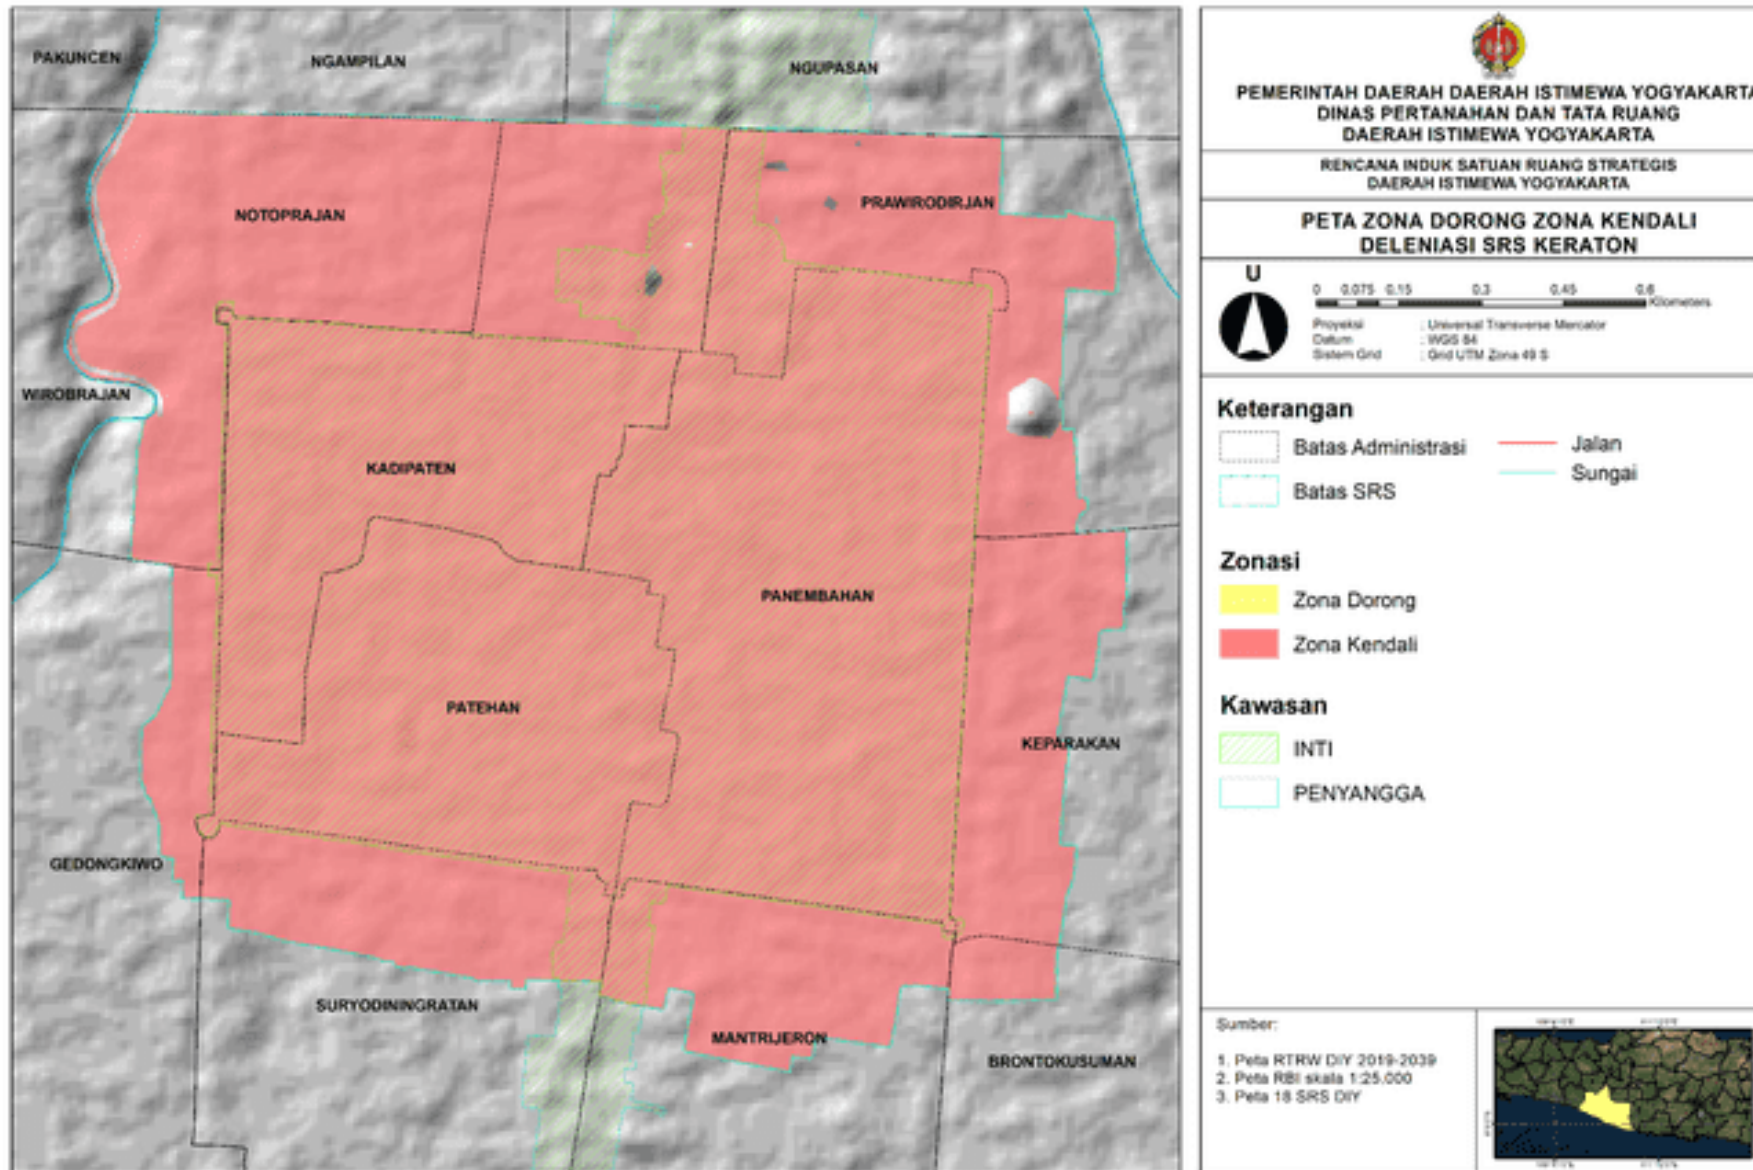 PAKUNCEN
NGAMPILAN
NGUPASAN
NOTOPRAJAN
PRAWIRODIRJAN
WIROBRAJAN
KADIPATEN
PANEMBAHAN
PATEHAN
KEPARAKAN
GEDONGKIWO
SURYODININGRATAN
MANTRIJERON
BRONTOKUSUMAN
PEMERINTAH DAERAH DAERAH ISTIMEWA YOGYAKARTA
DINAS PERTANAHAN DAN TATA RUANG
DAERAH ISTIMEWA YOGYAKARTA
RENCANA INDUK SATUAN RUANG STRATEGIS
DAERAH ISTIMEWA YOGYAKARTA
PETA ZONA DORONG ZONA KENDALI
DELENIASI SRS KERATON
U
0 0.075 0.15 0.3 0.45 0.6
Kilometers
Proyeksi : Universal Transverse Mercator
Datum : WGS 84
Sistem Grid : Grid UTM Zona 49 S
Keterangan
Batas Administrasi
Jalan
Batas SRS
Sungai
Zonasi
Zona Dorong
Zona Kendali
Kawasan
INTI
PENYANGGA
Sumber:
1. Peta RTRW DIY 2019-2039
2. Peta RBI skala 1:25.000
3. Peta 18 SRS DIY